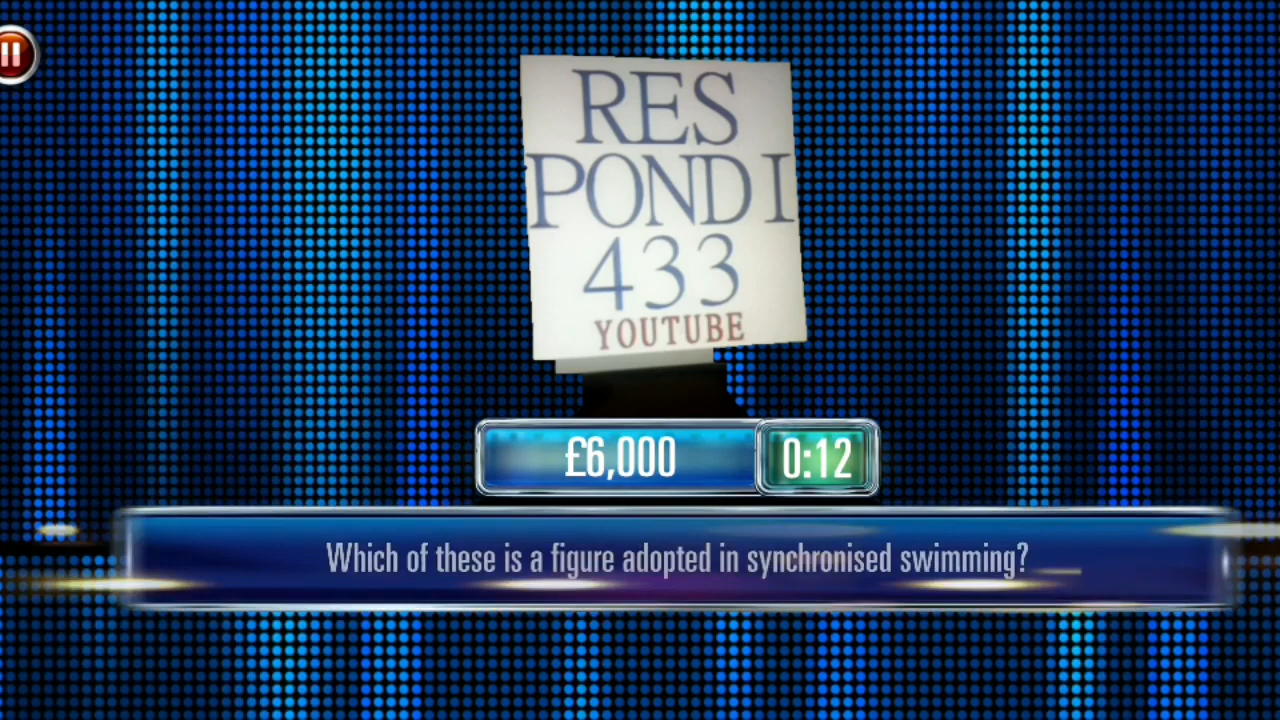 RES
POND I
433
YOUTUBE
£6,000 0:12
Which of these is a figure adopted in synchronised swimming?